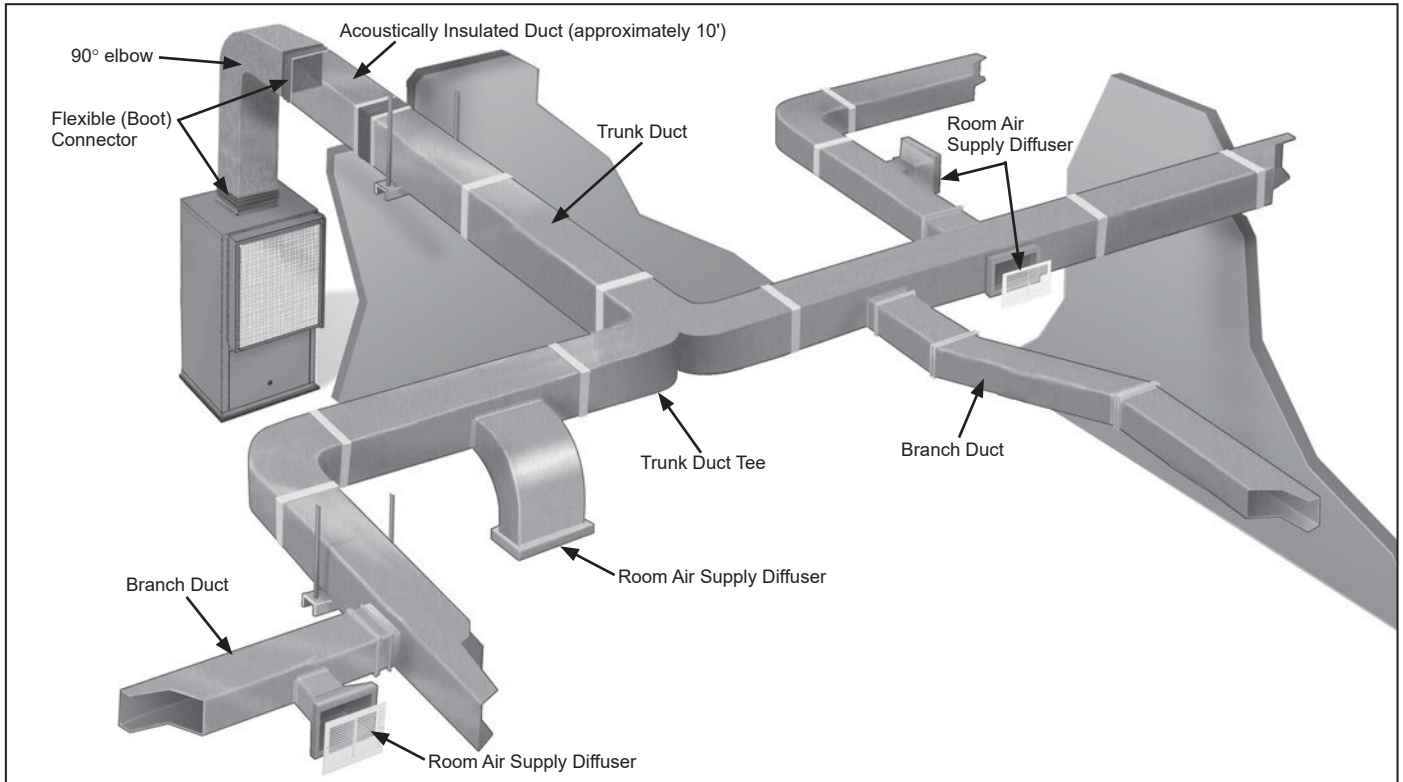 Acoustically Insulated Duct (approximately 10')
90° elbow
Flexible (Boot)
Connector
Trunk Duct
Room Air
Supply Diffuser
Trunk Duct Tee
Branch Duct
Room Air Supply Diffuser
Branch Duct
Room Air Supply Diffuser